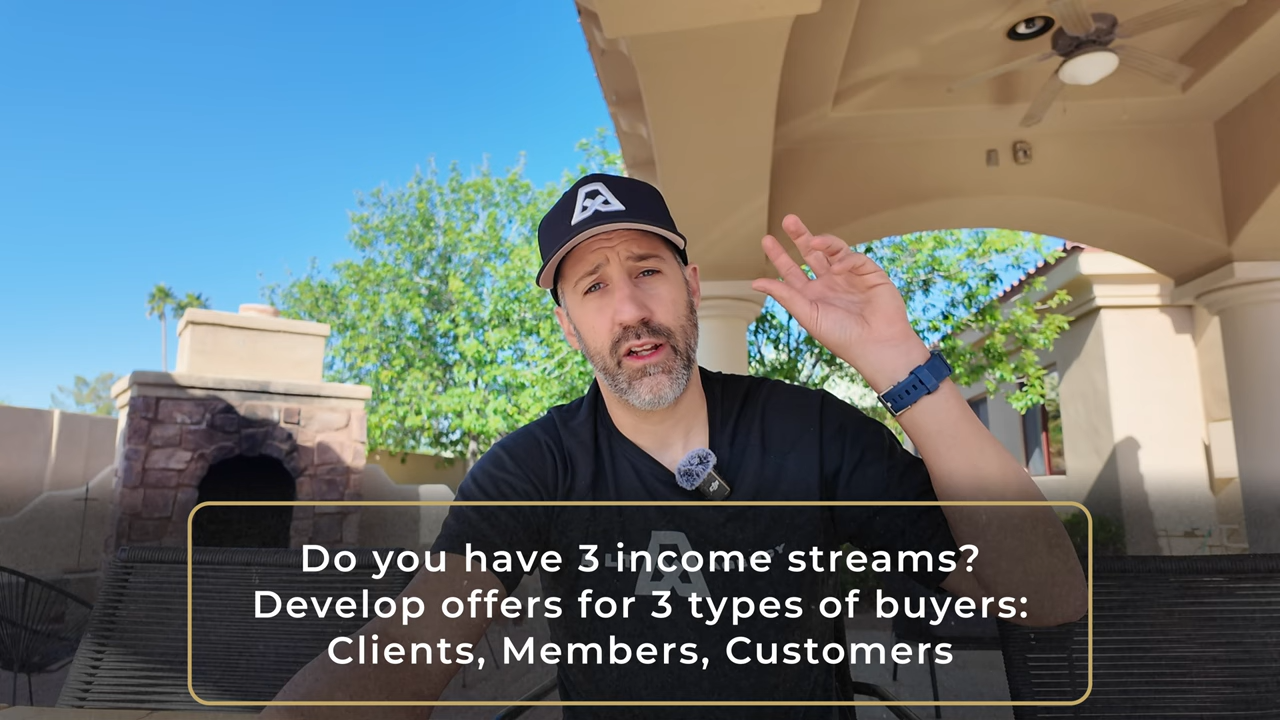 Do you have 3 income streams?
Develop offers for 3 types of buyers:
Clients, Members, Customers